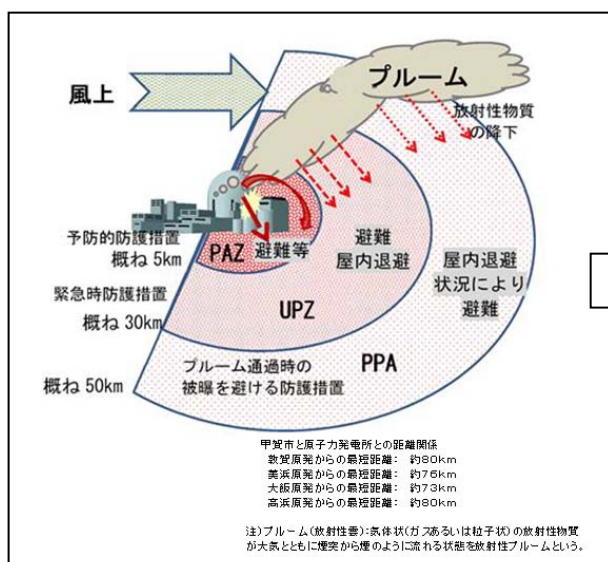 プルーム
風上
放射性物質
の降下
予防的防護措置
概ね 5km
PAZ
避難等
避難
屋内退避
屋内退避
状況により
避難
緊急時防護措置
概ね 30km
UPZ
PPA
プルーム通過時の
被曝を避ける防護措置
概ね 50km
甲賀市と原子力発電所との距離関係
敦賀原発からの最短距離： 約80km
美浜原発からの最短距離： 約76km
大飯原発からの最短距離： 約73km
高浜原発からの最短距離： 約80km
注）プルーム（放射性雲）：気体状（ガスあるいは粒子状）の放射性物質
が大気とともに煙突から煙のように流れる状態を放射性プルームという。